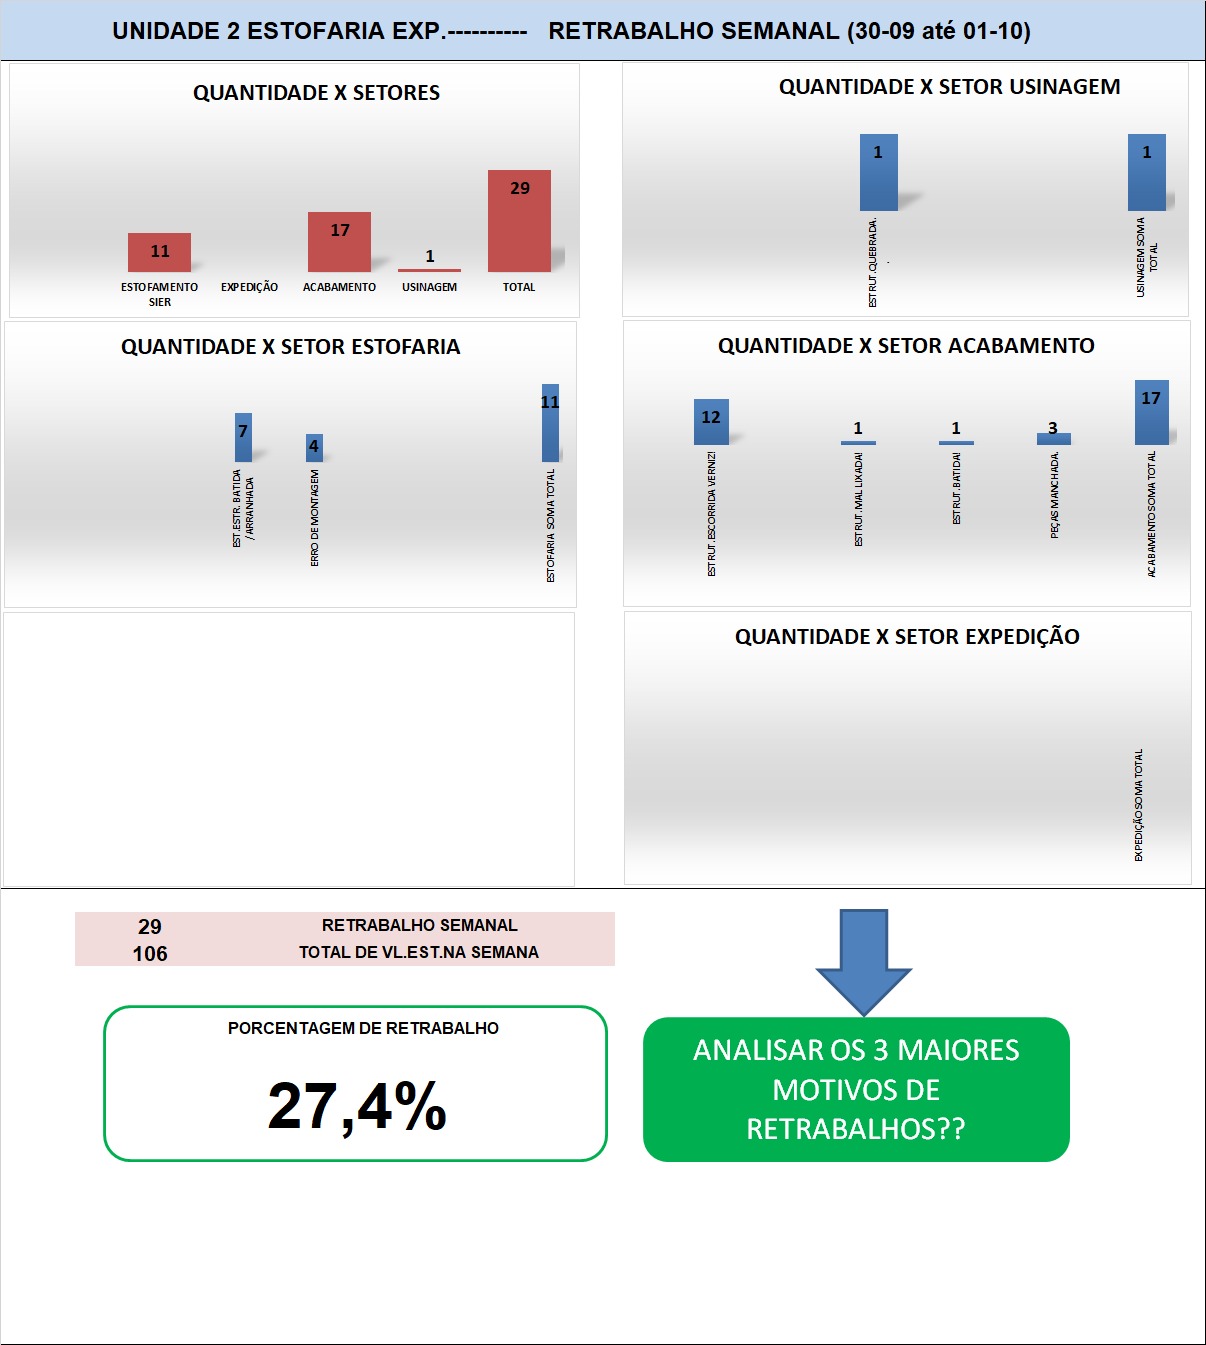 UNIDADE 2 ESTOFARIA EXP.---------- RETRABALHO SEMANAL (30-09 até 01-10)
QUANTIDADE X SETORES
11
17
1
29
ESTOFAMENTO
SIER
EXPEDIÇÃO
ACABAMENTO
USINAGEM
TOTAL
QUANTIDADE X SETOR USINAGEM
1
1
ESTRUT.QUEBRADA.
.
USINAGEM SOMA
TOTAL
QUANTIDADE X SETOR ESTOFARIA
7
4
11
EST.ESTR. BATIDA
/ ARRANHADA
ERRO DE MONTAGEM
ESTOFARIA SOMA TOTAL
QUANTIDADE X SETOR ACABAMENTO
12
1
1
3
17
ESTRUT. ESCORRIDA VERNIZ!
ESTRUT. MAL LIXADA!
ESTRUT. BATIDA!
PEÇAS MANCHADA.
ACABAMENTO SOMA TOTAL
QUANTIDADE X SETOR EXPEDIÇÃO
EXPEDIÇÃO SOMA TOTAL
29 RETRABALHO SEMANAL
106 TOTAL DE VL.EST.NA SEMANA
PORCENTAGEM DE RETRABALHO
27,4%
ANALISAR OS 3 MAIORES
MOTIVOS DE
RETRABALHOS??